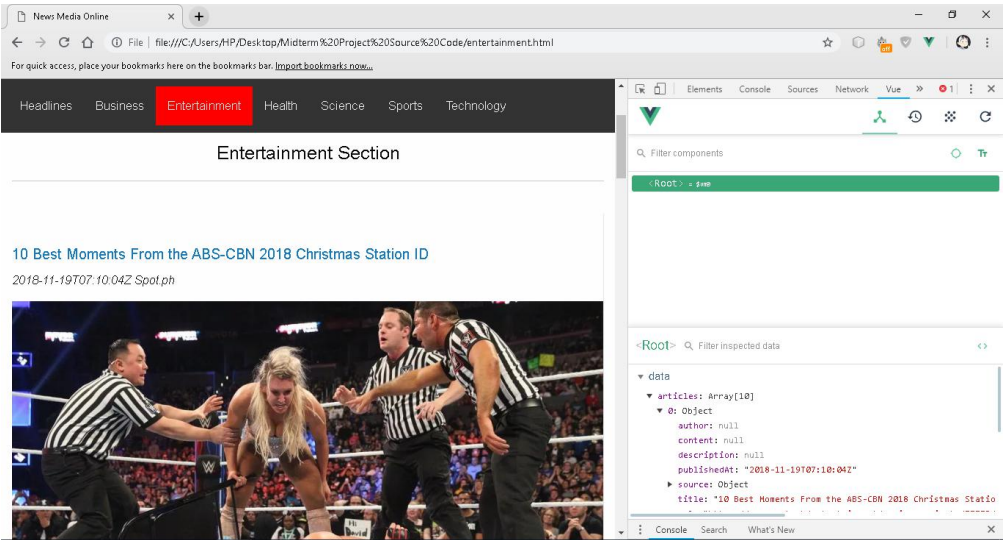 News Media Online
File
file:///C:/Users/HP/Desktop/Midterm%20Project%20Source%20Code/entertainment.html
off
For quick access, place your bookmarks here on the bookmarks bar. Import bookmarks now...
Headlines Business Entertainment Health Science Sports Technology
Entertainment Section
10 Best Moments From the ABS-CBN 2018 Christmas Station ID
2018-11-19T07:10:04Z Spot.ph
Elements Console Sources Network Vue » 1
Filter components
Tт
<Root> = $vm0
<Root> Filter inspected data
data
articles: Array[10]
0: Object
author: null
content: null
description: null
publishedAt: "2018-11-19T07:10:04Z"
source: Object
title: "10 Best Moments From the ABS-CBN 2018 Christmas Statio
Console Search What's New